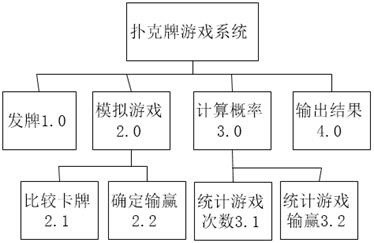 扑克牌游戏系统
发牌1.0
模拟游戏
2.0
计算概率
3.0
输出结果
4.0
比较卡牌
2.1
确定输赢
2.2
统计游戏
次数3.1
统计游戏
输赢3.2